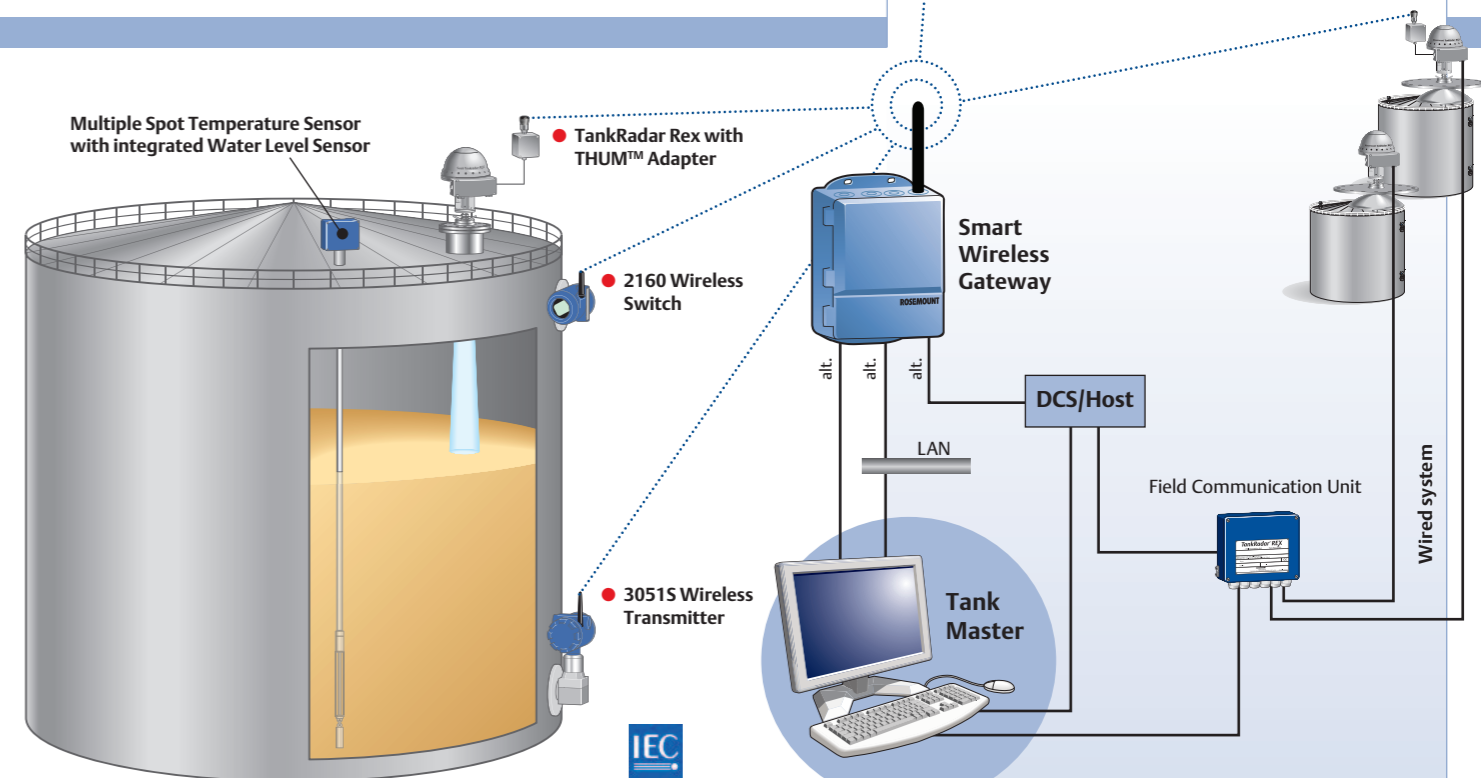 Multiple Spot Temperature Sensor
with integrated Water Level Sensor
TankRadar Rex with
THUM™ Adapter
2160 Wireless
Switch
3051S Wireless
Transmitter
Smart
Wireless
Gateway
ROSEMOUNT
alt.
alt.
alt.
DCS/Host
LAN
Field Communication Unit
TankRadar REX
Wired system
Tank
Master
IEC